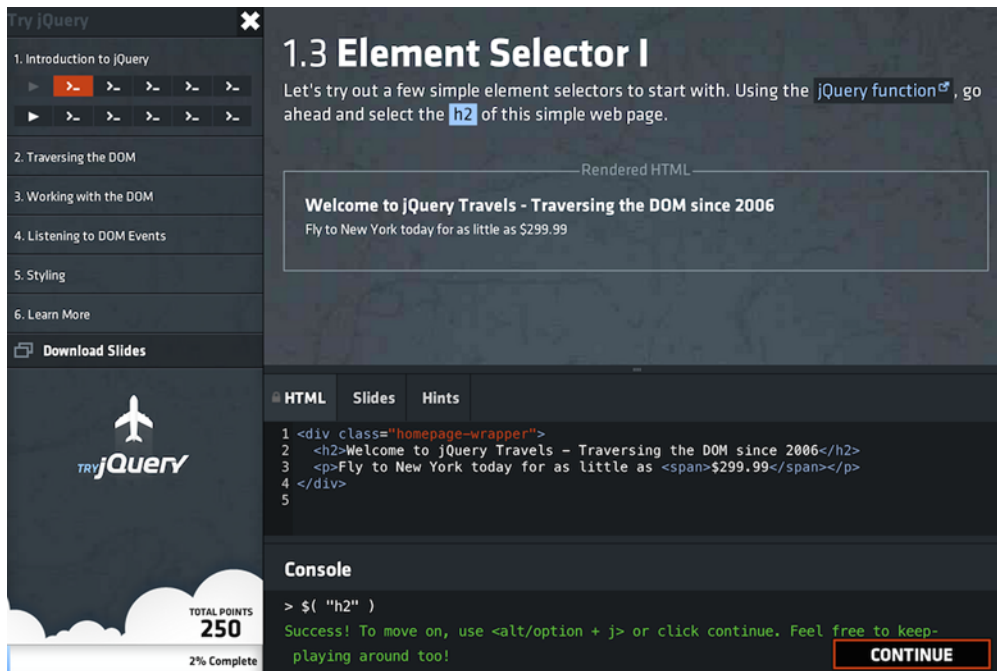 Try jQuery
1. Introduction to jQuery
2. Traversing the DOM
3. Working with the DOM
4. Listening to DOM Events
5. Styling
6. Learn More
Download Slides
TRY jQuery
TOTAL POINTS
250
2% Complete
1.3 Element Selector I
Let's try out a few simple element selectors to start with. Using the jQuery function, go
ahead and select the h2 of this simple web page.
Rendered HTML
Welcome to jQuery Travels - Traversing the DOM since 2006
Fly to New York today for as little as $299.99
HTML Slides Hints
1 <div class="homepage-wrapper">
2 <h2>Welcome to jQuery Travels – Traversing the DOM since 2006</h2>
3 <p>Fly to New York today for as little as <span>$299.99</span></p>
4 </div>
5
Console
> $( "h2" )
Success! To move on, use <alt/option + j> or click continue. Feel free to keep-
playing around too!
CONTINUE